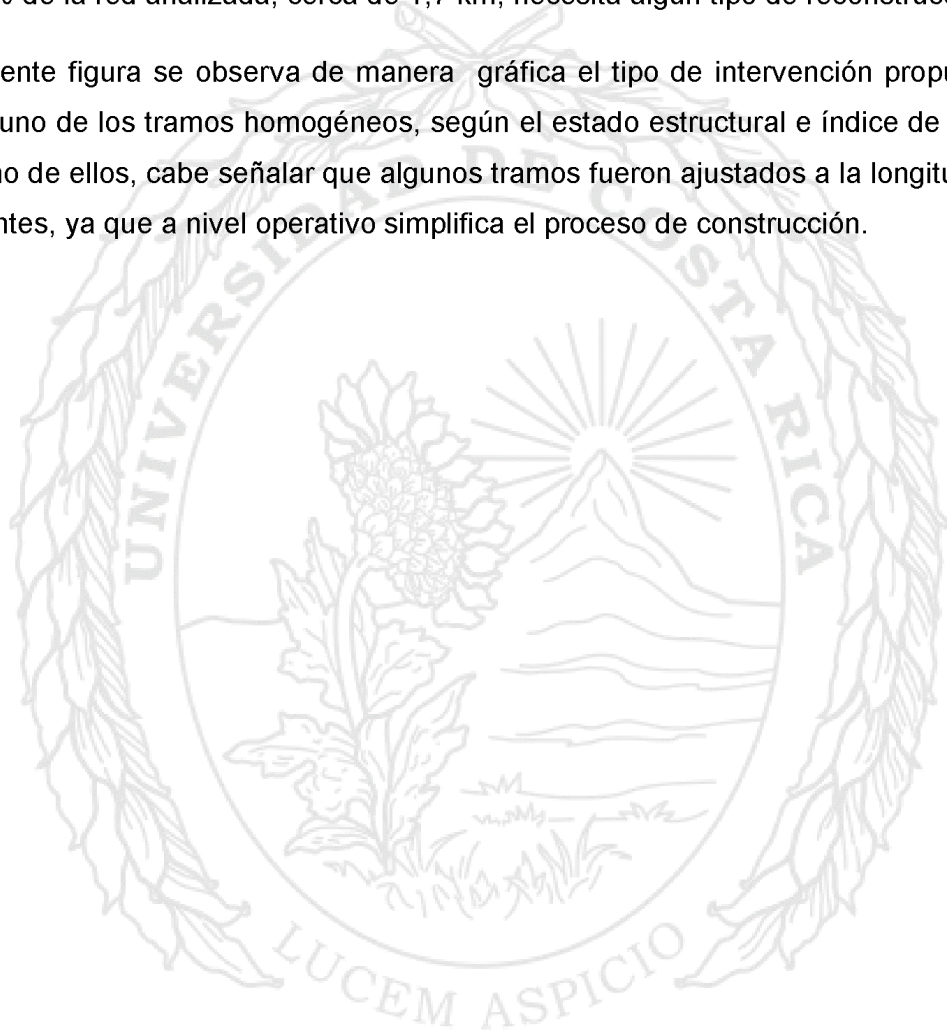 de la red analizada, cerca de 1,7 km, necesita algún tipo de
ente figura se observa de manera gráfica el tipo de intervención propu
uno de los tramos homogéneos, según el estado estructural e índice de
o de ellos, cabe señalar que algunos tramos fueron ajustados a la longitu
ntes, ya que a nivel operativo simplifica el proceso de construcción.
UNIVERSIDAD DE COSTA RICA
LUCEM ASPICIO